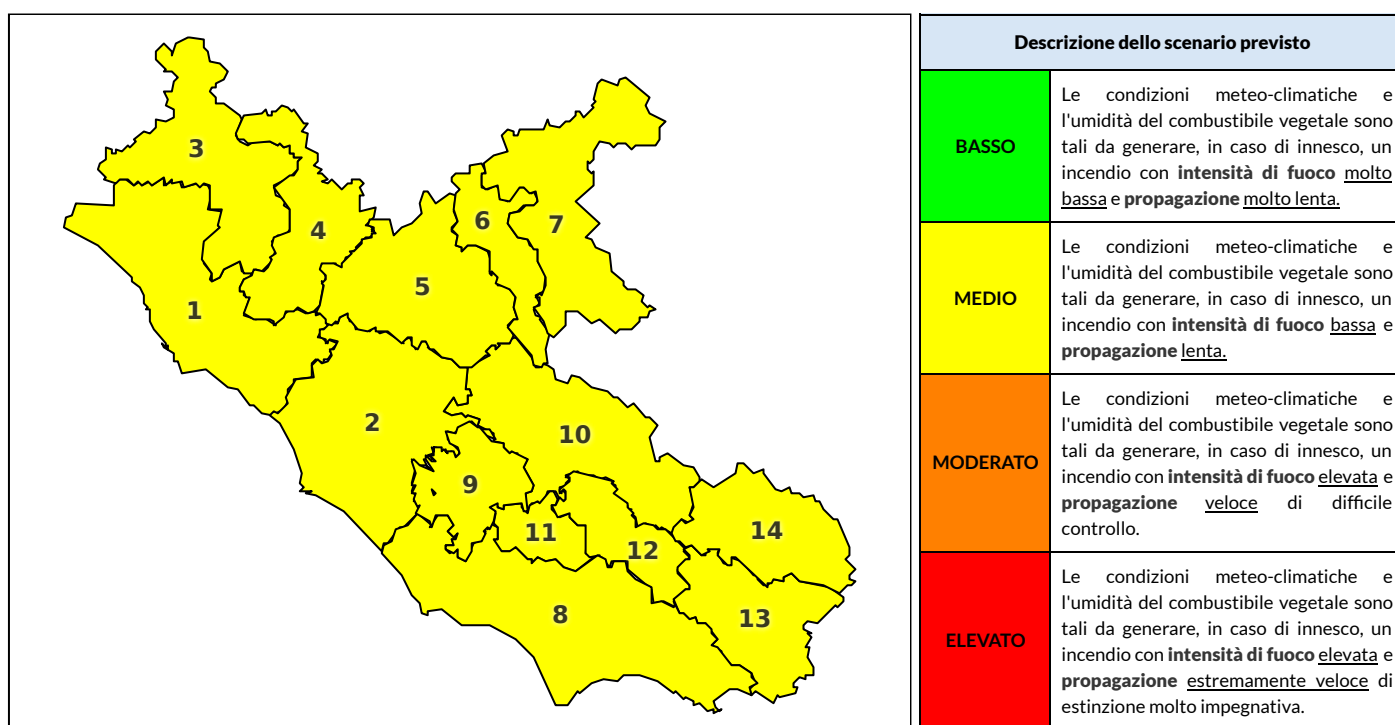 3
4
6
7
5
1
2
10
9
11
12
14
8
13
Descrizione dello scenario previsto
BASSO
Le condizioni meteo-climatiche e
l'umidità del combustibile vegetale sono
tali da generare, in caso di innesco, un
incendio con intensità di fuoco molto
bassa e propagazione molto lenta.
MEDIO
Le condizioni meteo-climatiche e
l'umidità del combustibile vegetale sono
tali da generare, in caso di innesco, un
incendio con intensità di fuoco bassa e
propagazione lenta.
MODERATO
Le condizioni meteo-climatiche e
l'umidità del combustibile vegetale sono
tali da generare, in caso di innesco, un
incendio con intensità di fuoco elevata e
propagazione veloce di difficile
controllo.
ELEVATO
Le condizioni meteo-climatiche e
l'umidità del combustibile vegetale sono
tali da generare, in caso di innesco, un
incendio con intensità di fuoco elevata e
propagazione estremamente veloce di
estinzione molto impegnativa.